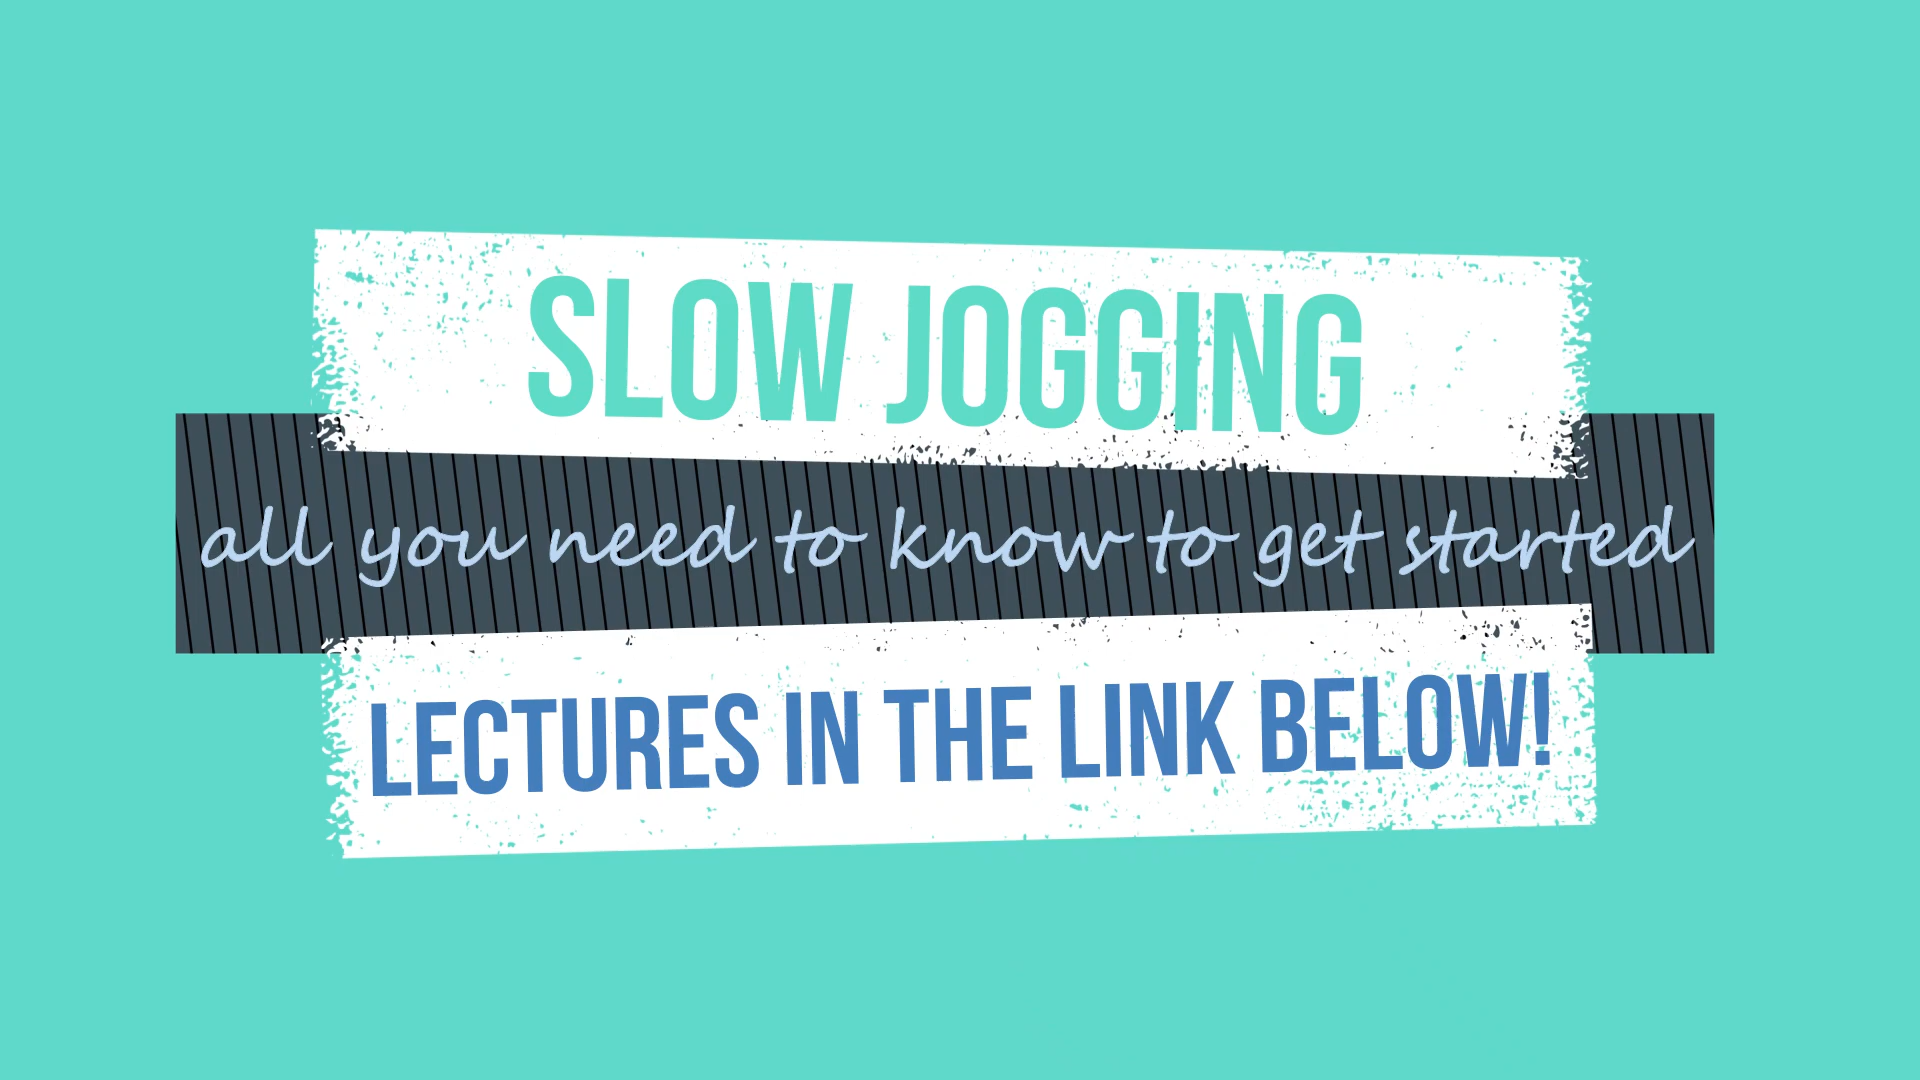 SLOW JOGGING
all you need to know to get started
LECTURES IN THE LINK BELOW!